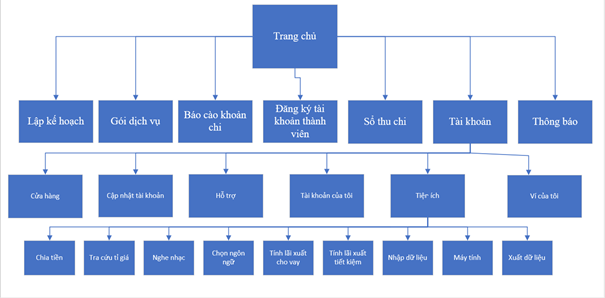 Trang chủ
Lập kế hoạch
Gói dịch vụ
Báo cào khoản
chi
Đăng ký tài
khoản thành
viên
Sổ thu chi
Tài khoản
Thông báo
Cửa hàng
Cập nhật tài khoản
Hỗ trợ
Tài khoản của tôi
Tiện ích
Ví của tôi
Chia tiền
Tra cứu tỉ giá
Nghe nhạc
Chọn ngôn
ngữ
Tính lãi xuất
cho vay
Tính lãi xuất
tiết kiệm
Nhập dữ liệu
Máy tính
Xuất dữ liệu